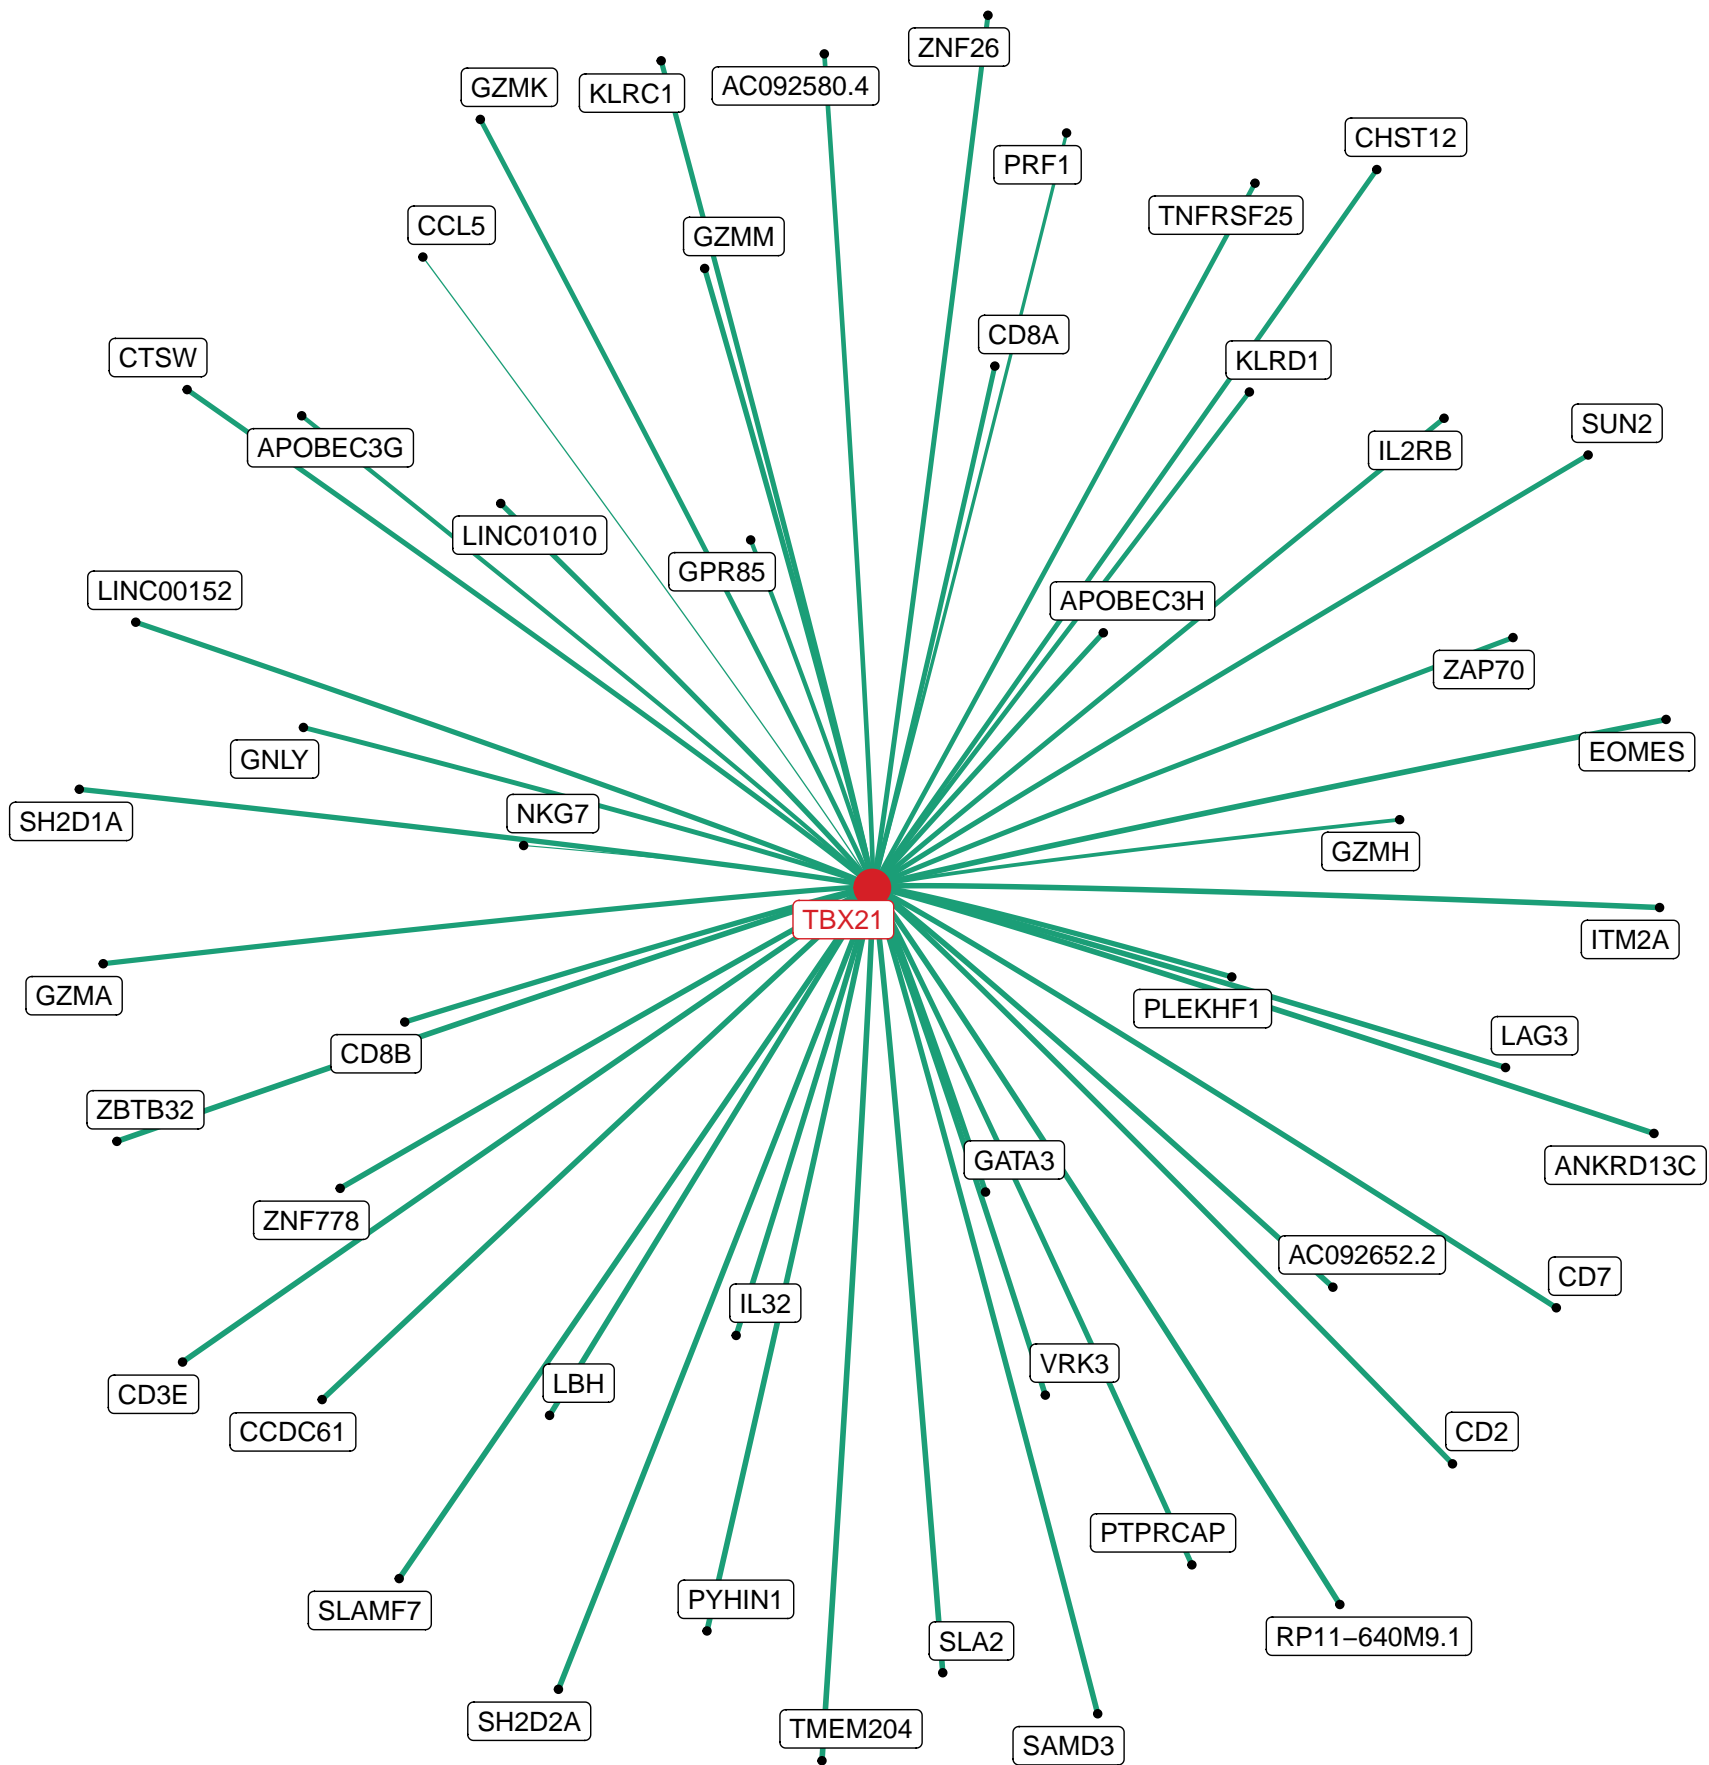 ZNF26
GZMK
KLRC1
AC092580.4
CHST12
PRF1
TNFRSF25
CCL5
GZMM
CD8A
CTSW
KLRD1
SUN2
APOBEC3G
IL2RB
LINC01010
GPR85
LINC00152
APOBEC3H
ZAP70
GNLY
EOMES
SH2D1A
NKG7
GZMH
TBX21
ITM2A
GZMA
PLEKHF1
LAG3
CD8B
ZBTB32
GATA3
ANKRD13C
ZNF778
AC092652.2
CD7
IL32
VRK3
LBH
CD3E
CCDC61
CD2
PTPRCAP
PYHIN1
SLAMF7
SLA2
RP11−640M9.1
SH2D2A
TMEM204
SAMD3